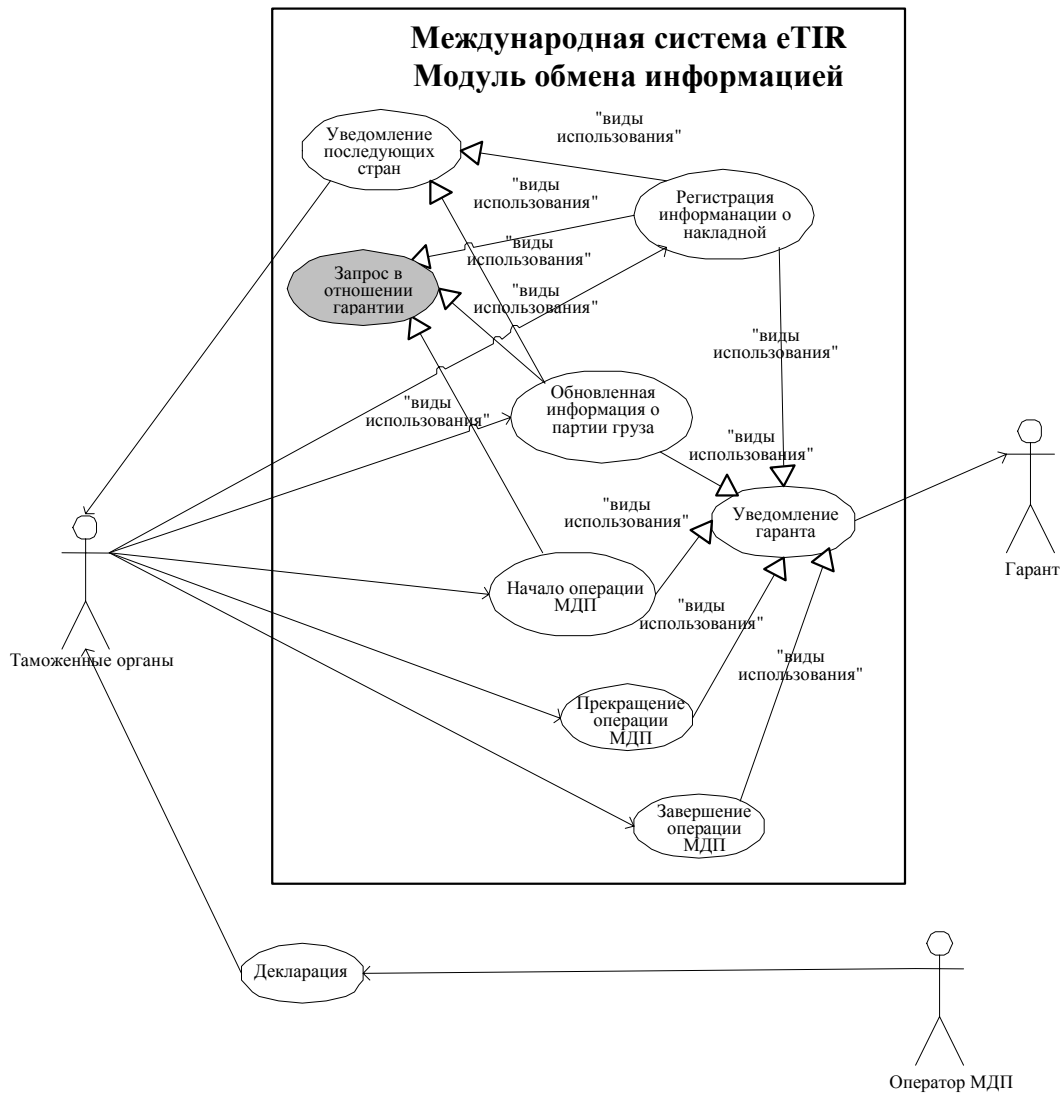 Международная система eTIR
Модуль обмена информацией
"виды
использования"
Уведомление
последующих
стран
"виды
использования"
Регистрация
информанации о
накладной
"виды
использования"
Запрос в
отношении
гарантии
"виды
использования"
"виды
использования"
Обновленная
информация о
партии груза
"виды
использования"
"виды
использования"
Уведомление
гаранта
"виды
использования"
Гарант
Начало операции
МДП
"виды
использования"
Таможенные органы
"виды
использования"
Прекращение
операции
МДП
Завершение
операции
МДП
Декларация
Оператор МДП